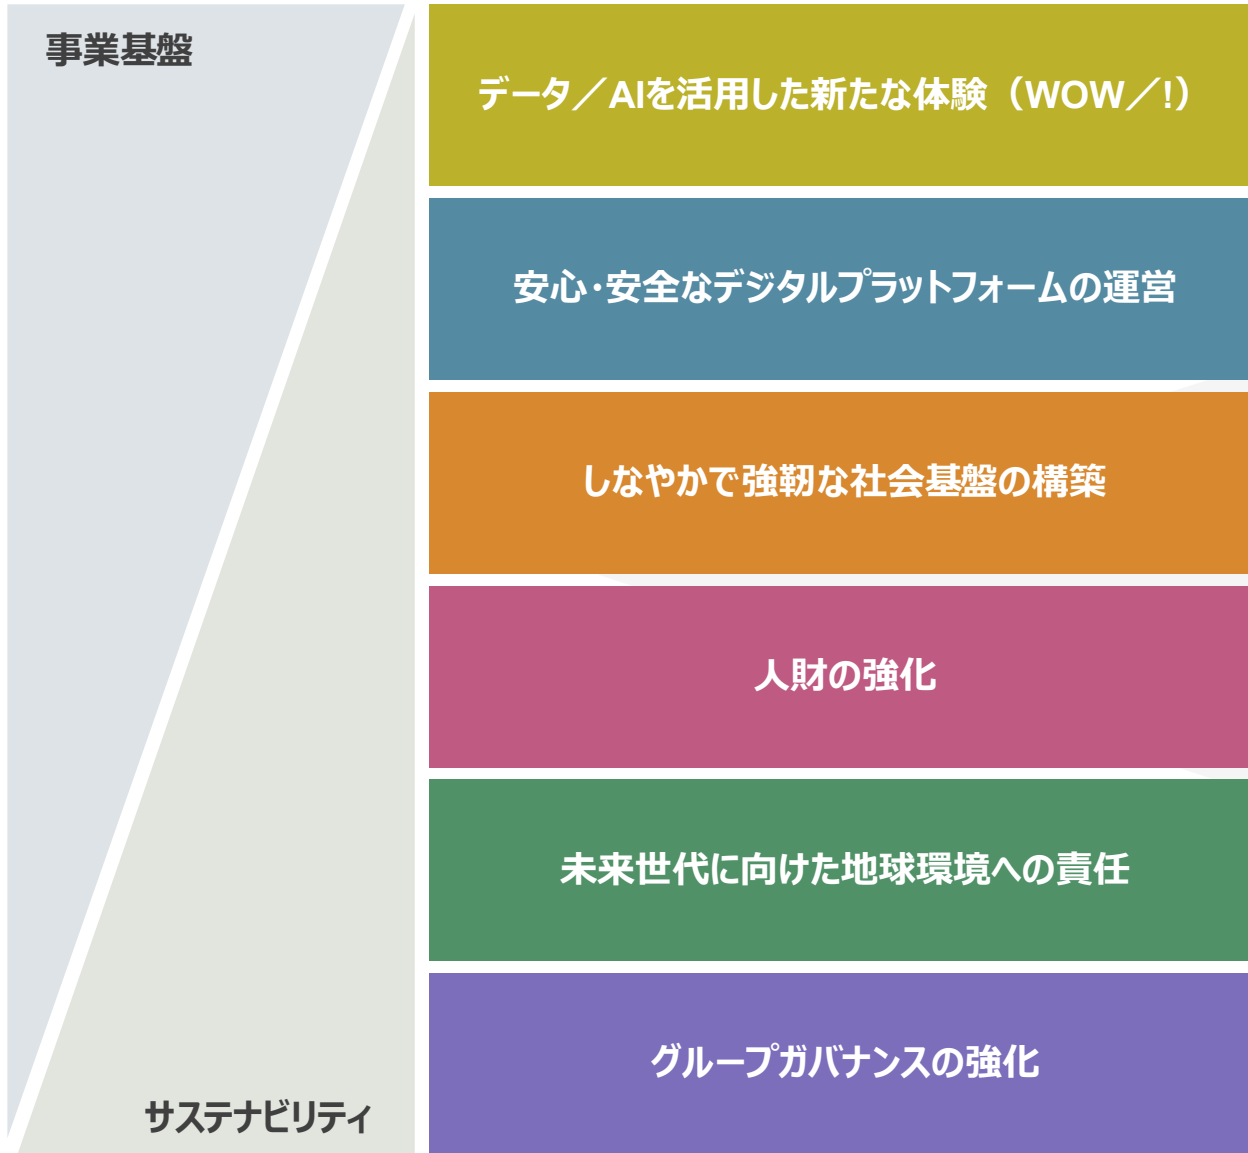 事業基盤
データ／AIを活用した新たな体験（WOW／!）
安心・安全なデジタルプラットフォームの運営
しなやかで強靭な社会基盤の構築
人財の強化
未来世代に向けた地球環境への責任
グループガバナンスの強化
サステナビリティ